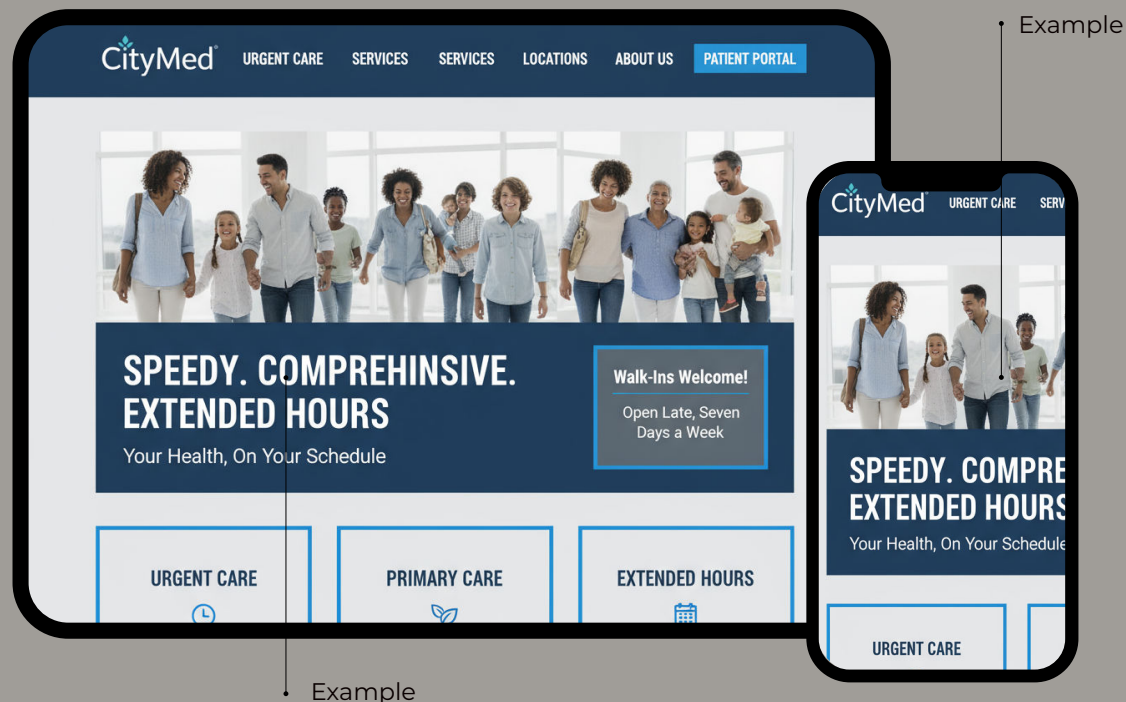 Example
CityMed URGENT CARE SERVICES SERVICES LOCATIONS ABOUT US PATIENT PORTAL
SPEEDY. COMPREHINSIVE.
EXTENDED HOURS
Your Health, On Your Schedule
Walk-Ins Welcome!
Open Late, Seven
Days a Week
URGENT CARE
PRIMARY CARE
EXTENDED HOURS
CityMed URGENT CARE SERV
SPEEDY. COMPRE
EXTENDED HOURS
Your Health, On Your Schedule
URGENT CARE
Example